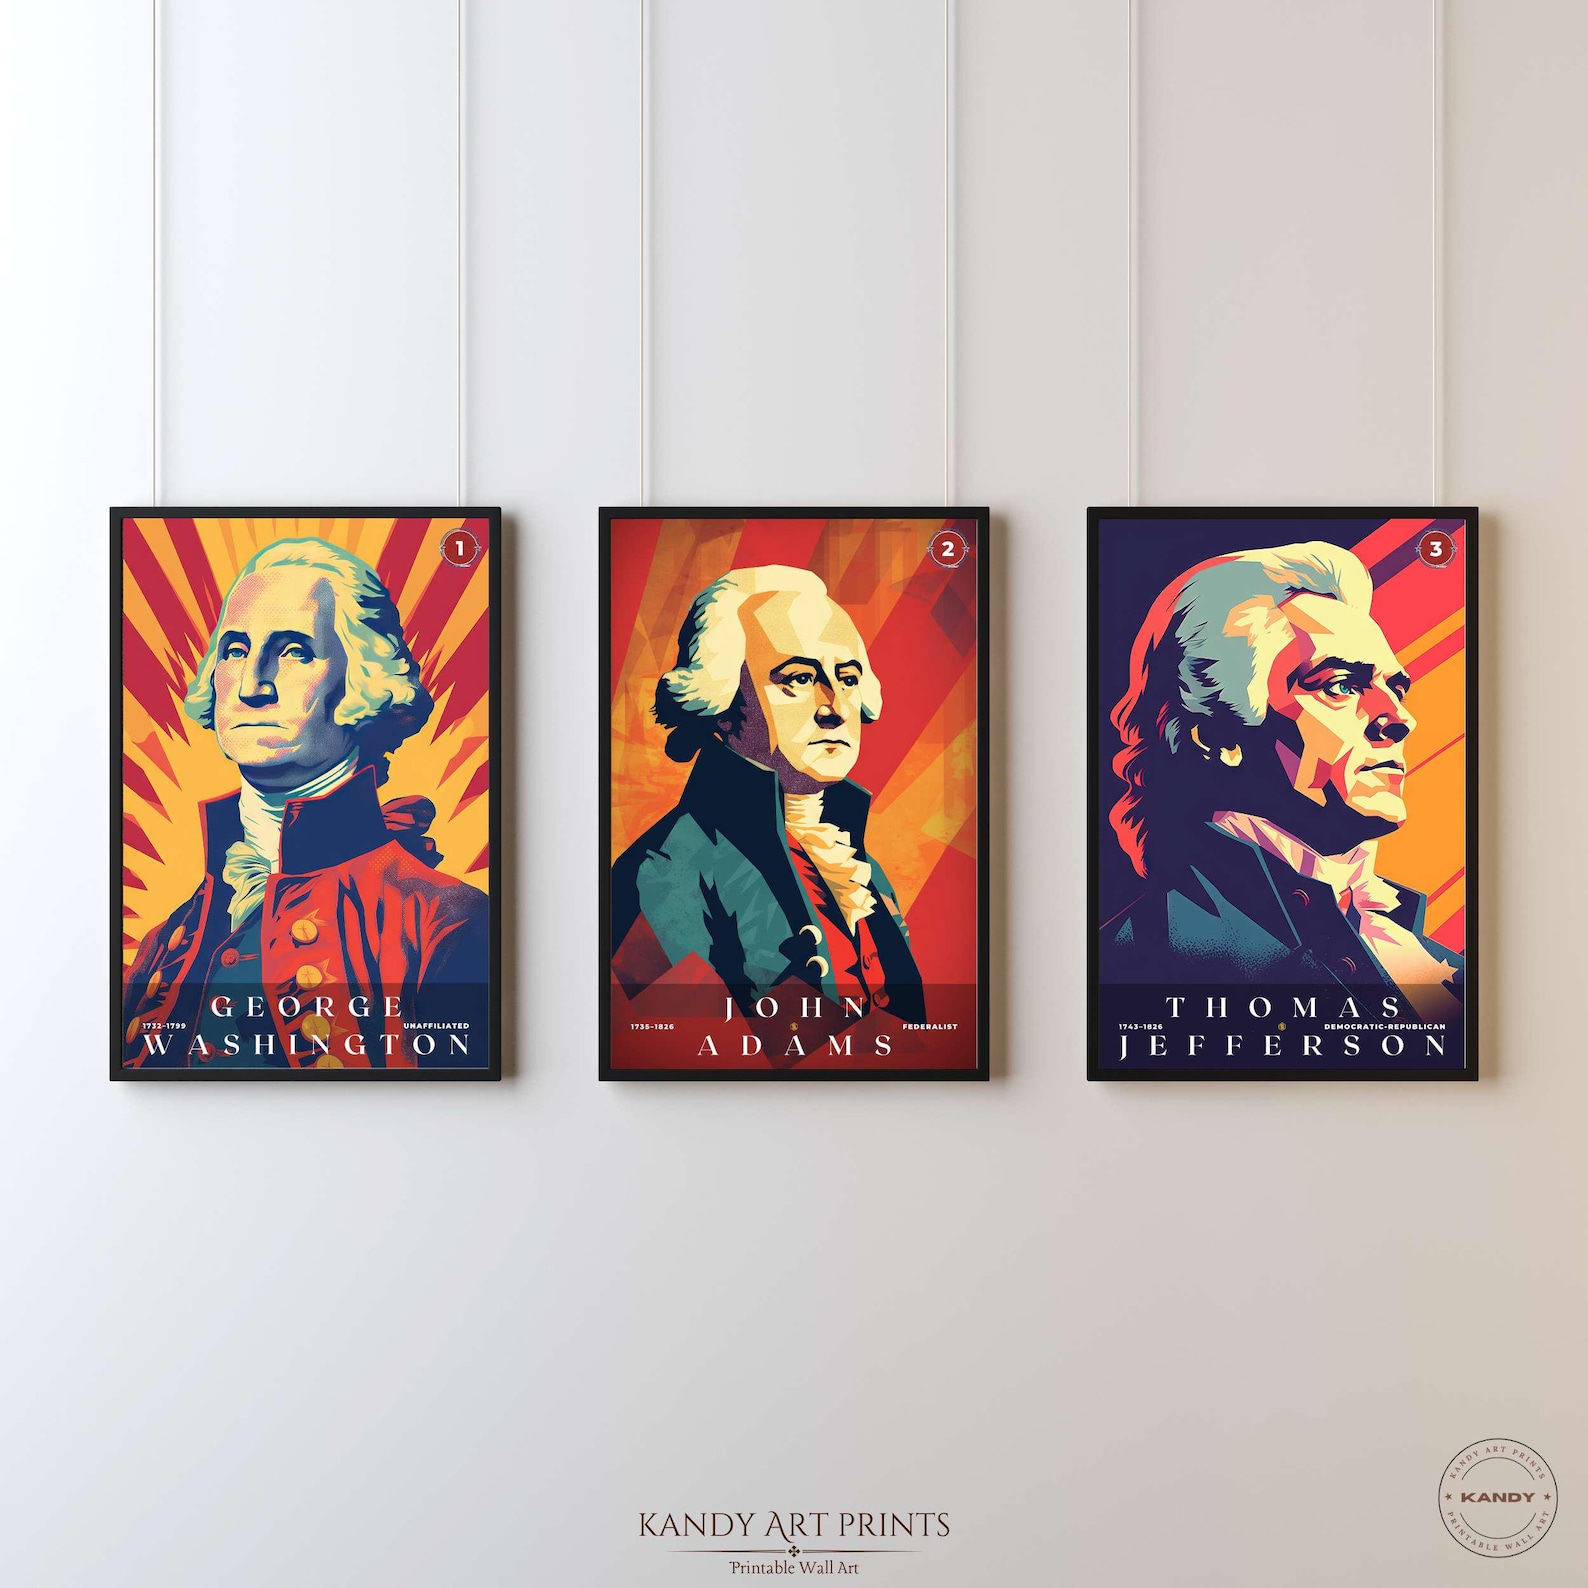 1
GEORGE
1732-1799
UNAFFILIATED
WASHINGTON
2
JOHN
1735-1826
FEDERALIST
ADAMS
3
THOMAS
1743-1826
DEMOCRATIC-REPUBLICAN
JEFFERSON
KANDY ART PRINTS
Printable Wall Art
KANDY ART PRINTS
★ KANDY ★
PRINTABLE WALL ART